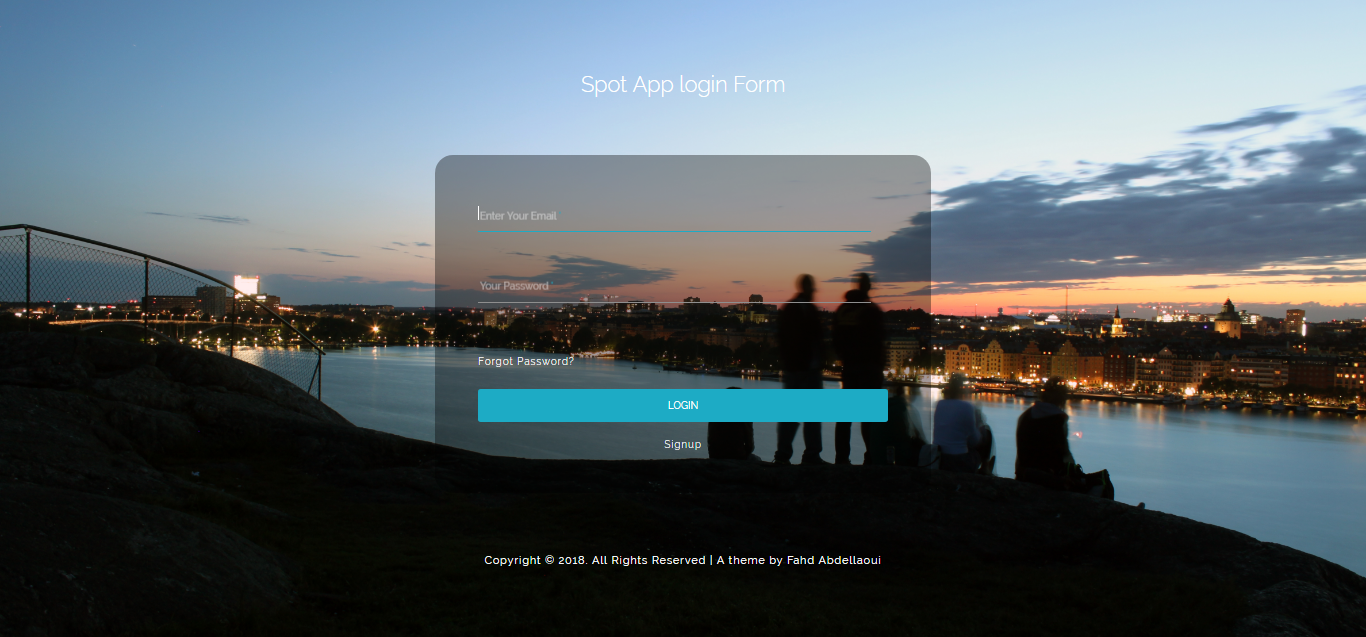 Spot App login Form
Enter Your Email
Your Password
Forgot Password?
LOGIN
Signup
Copyright © 2018. All Rights Reserved | A theme by Fahd Abdellaoui